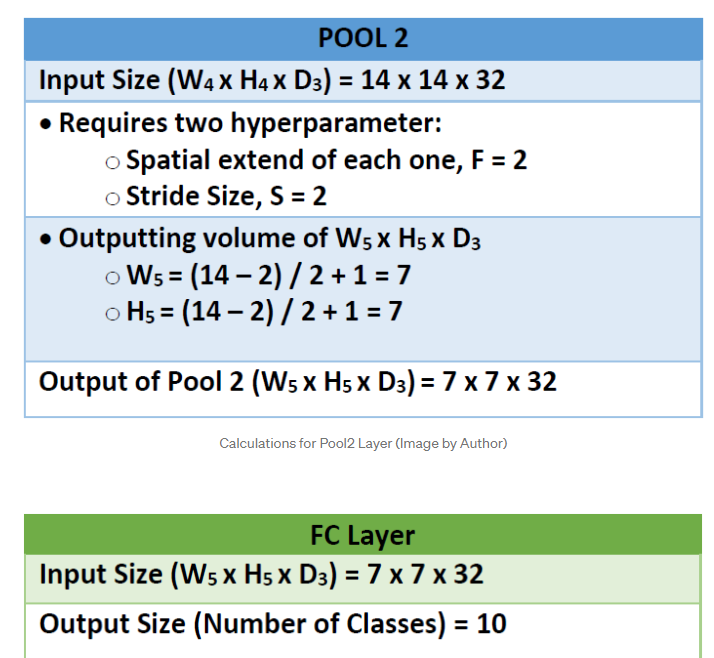 POOL 2
Input Size (W4 x H4 x D3) = 14 x 14 x 32
• Requires two hyperparameter:
○ Spatial extend of each one, F = 2
○ Stride Size, S = 2
• Outputting volume of W5 x H5 x D3
○ W5 = (14 – 2) / 2 + 1 = 7
○ H5 = (14 – 2) / 2 + 1 = 7
Output of Pool 2 (W5 x H5 x D3) = 7 x 7 x 32
Calculations for Pool2 Layer (Image by Author)
FC Layer
Input Size (W5 x H5 x D3) = 7 x 7 x 32
Output Size (Number of Classes) = 10